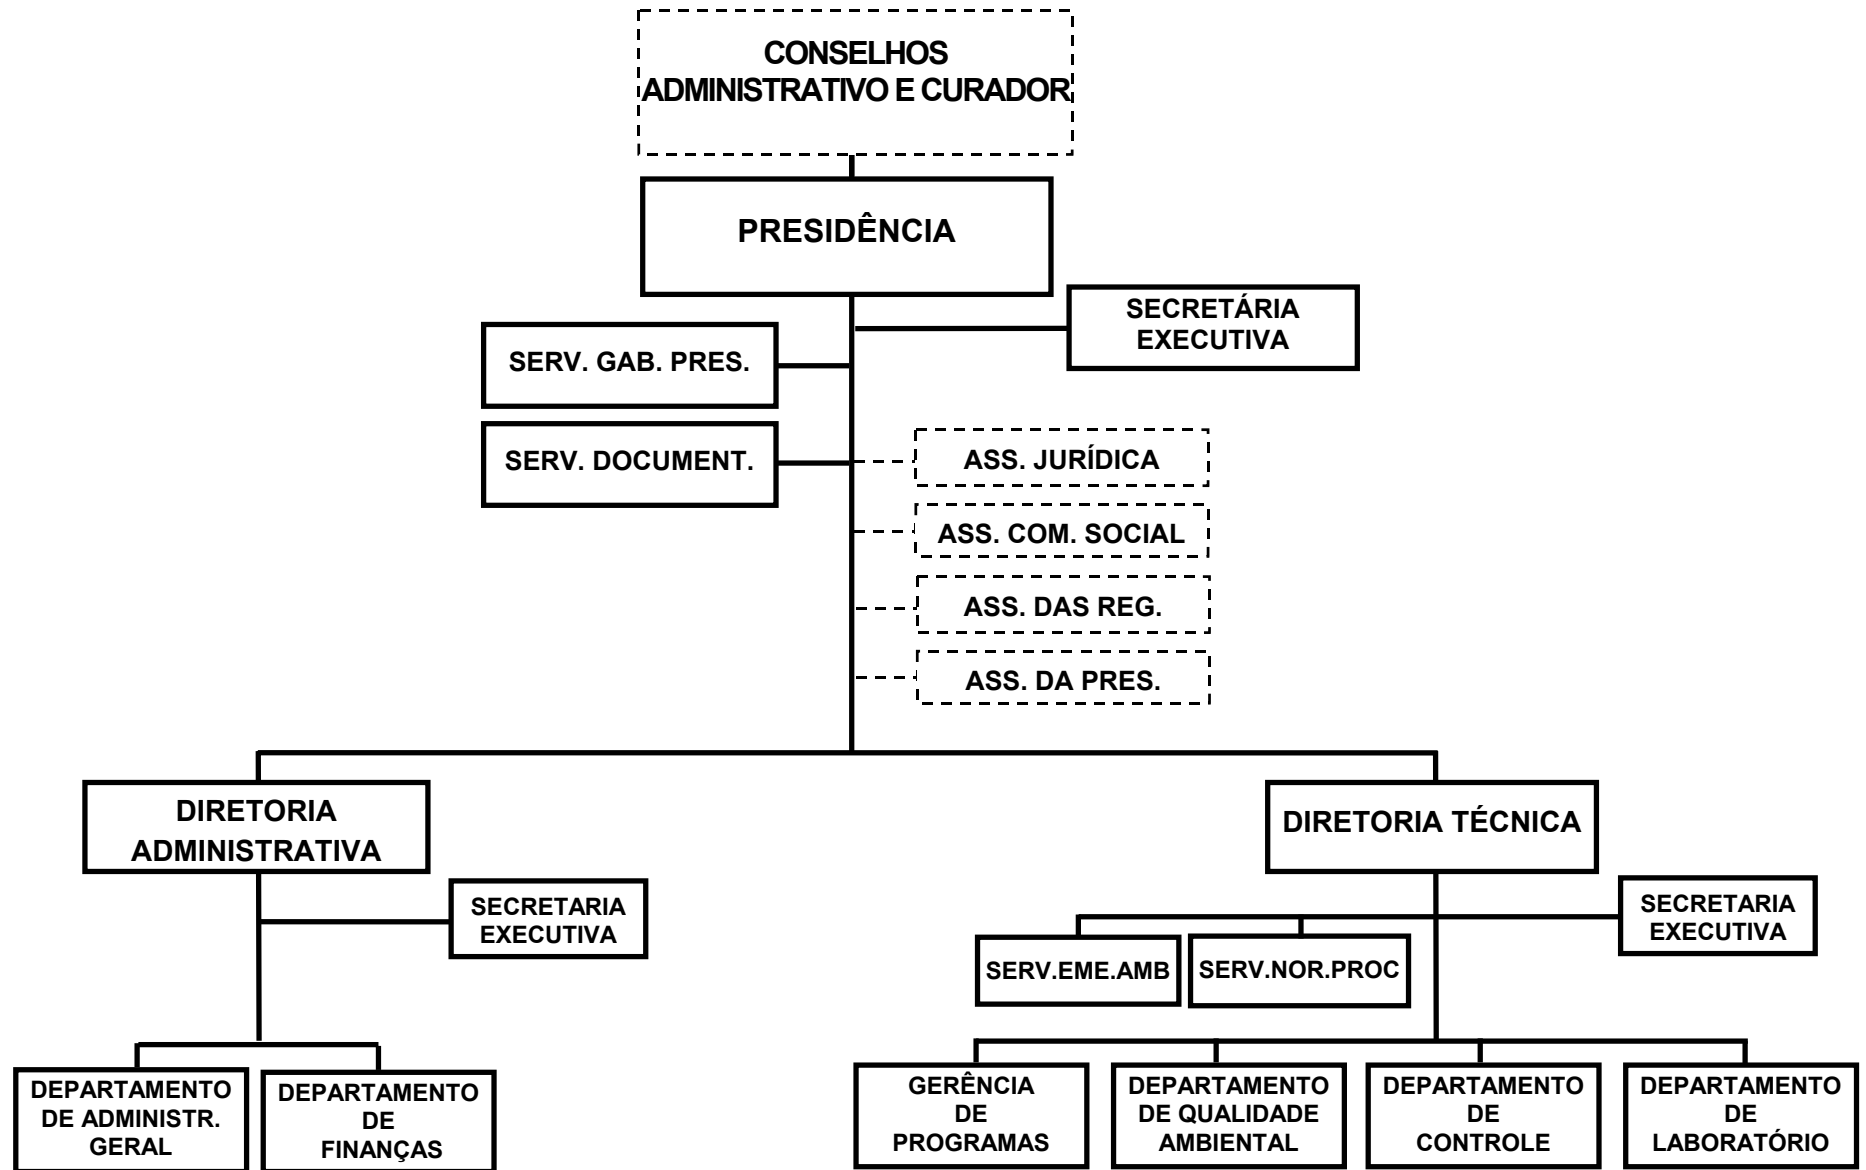 CONSELHOS
ADMINISTRATIVO E CURADOR
PRESIDÊNCIA
SECRETÁRIA
EXECUTIVA
SERV. GAB. PRES.
SERV. DOCUMENT.
ASS. JURÍDICA
ASS. COM. SOCIAL
ASS. DAS REG.
ASS. DA PRES.
DIRETORIA
ADMINISTRATIVA
DIRETORIA TÉCNICA
SECRETARIA
EXECUTIVA
SECRETARIA
EXECUTIVA
SERV.EME.AMB
SERV.NOR.PROC
DEPARTAMENTO
DE ADMINISTR.
GERAL
DEPARTAMENTO
DE
FINANÇAS
GERÊNCIA
DE
PROGRAMAS
DEPARTAMENTO
DE QUALIDADE
AMBIENTAL
DEPARTAMENTO
DE
CONTROLE
DEPARTAMENTO
DE
LABORATÓRIO